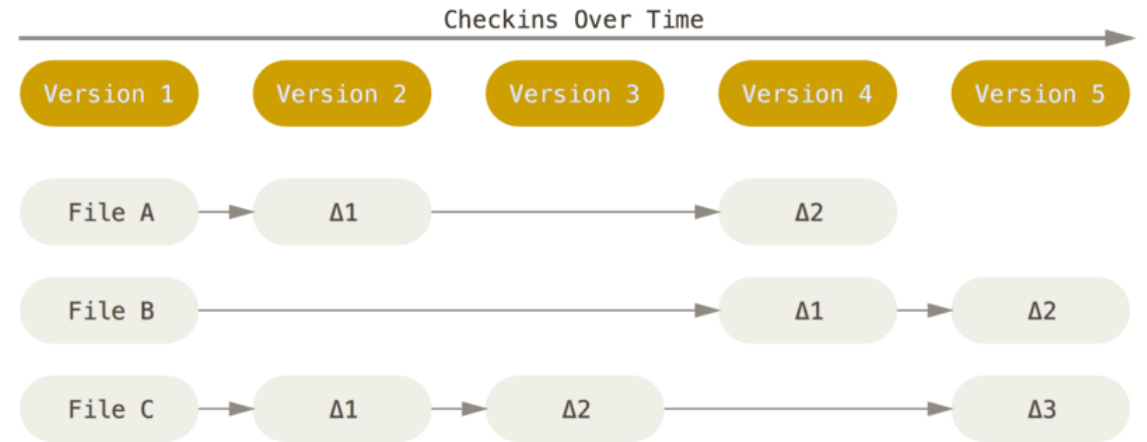 Checkins Over Time
Version 1 Version 2 Version 3 Version 4 Version 5
File A Δ1 Δ2
File B Δ1 Δ2
File C Δ1 Δ2 Δ3